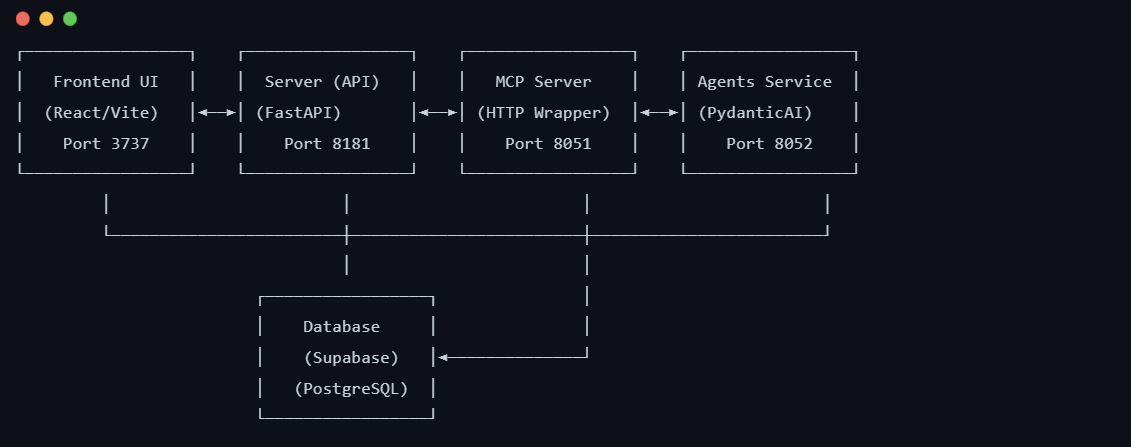 Frontend UI Server (API) MCP Server Agents Service
(React/Vite) (FastAPI) (HTTP Wrapper) (PydanticAI)
Port 3737 Port 8181 Port 8051 Port 8052
Database
(Supabase)
(PostgreSQL)